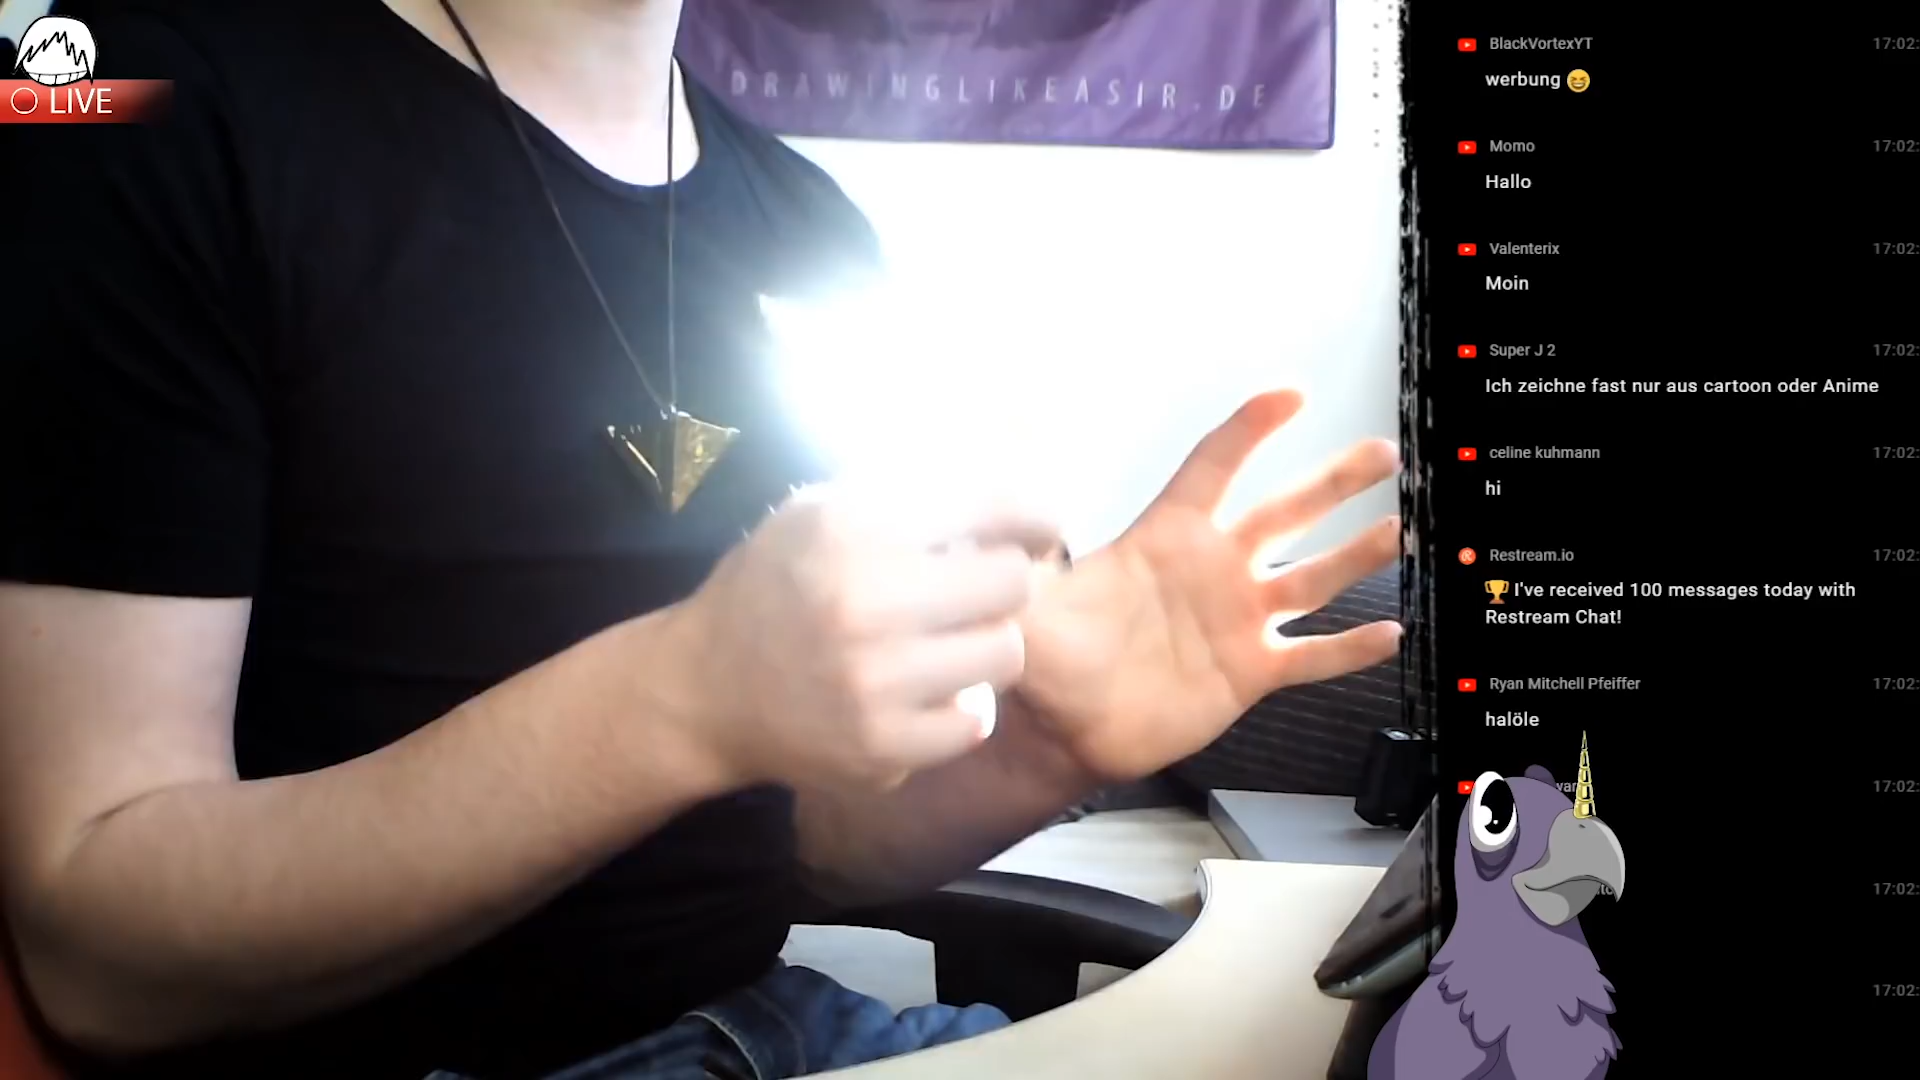 LIVE
DRAWINGLIKEASIR.DE
BlackVortexYT 17:02:
werbung 😆
Momo 17:02:
Hallo
Valenterix 17:02:
Moin
Super J 2 17:02:
Ich zeichne fast nur aus cartoon oder Anime
celine kuhmann 17:02:
hi
Restream.io 17:02:
🏆 I've received 100 messages today with
Restream Chat!
Ryan Mitchell Pfeiffer 17:02:
halöle
17:02:
17:02:
17:02: